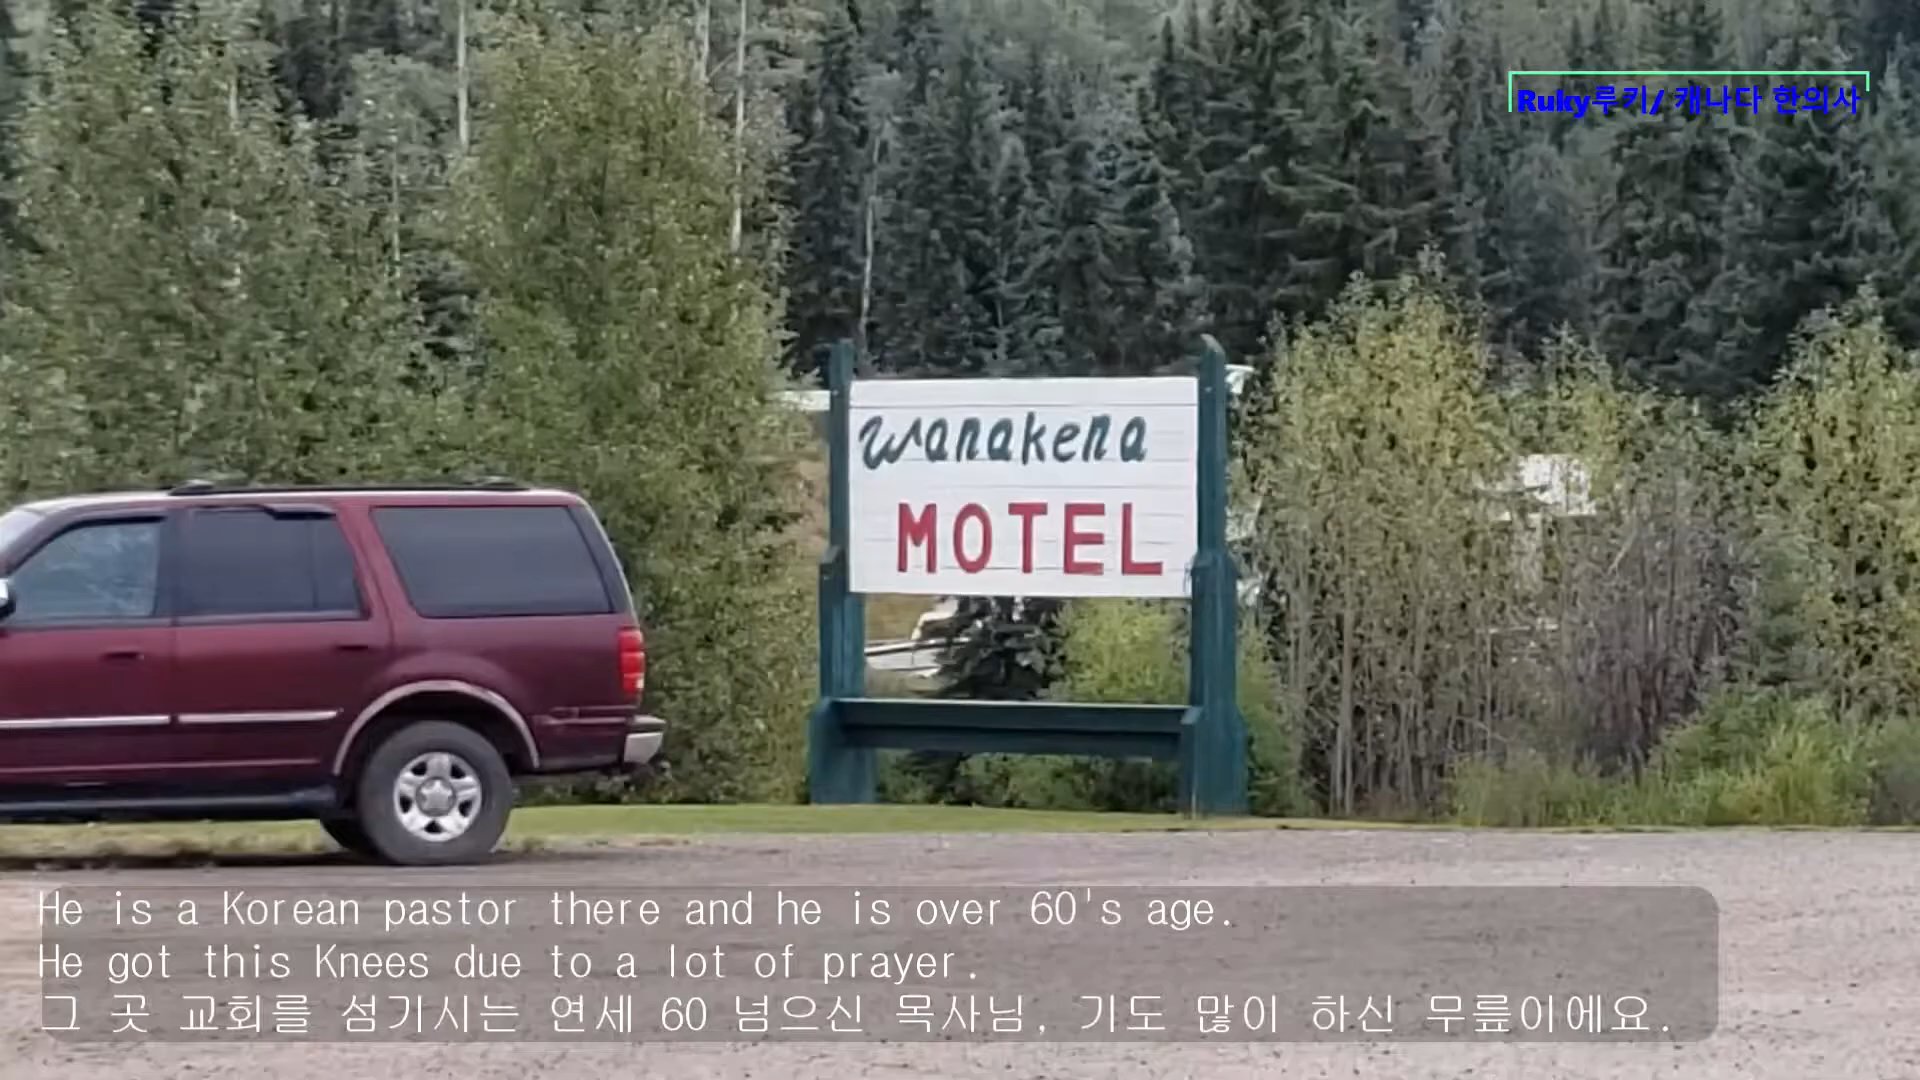 Ruky루키/ 캐나다 한의사
Wanakena
MOTEL
He is a Korean pastor there and he is over 60's age.
He got this Knees due to a lot of prayer.
그 곳 교회를 섬기시는 연세 60 넘으신 목사님, 기도 많이 하신 무릎이에요.